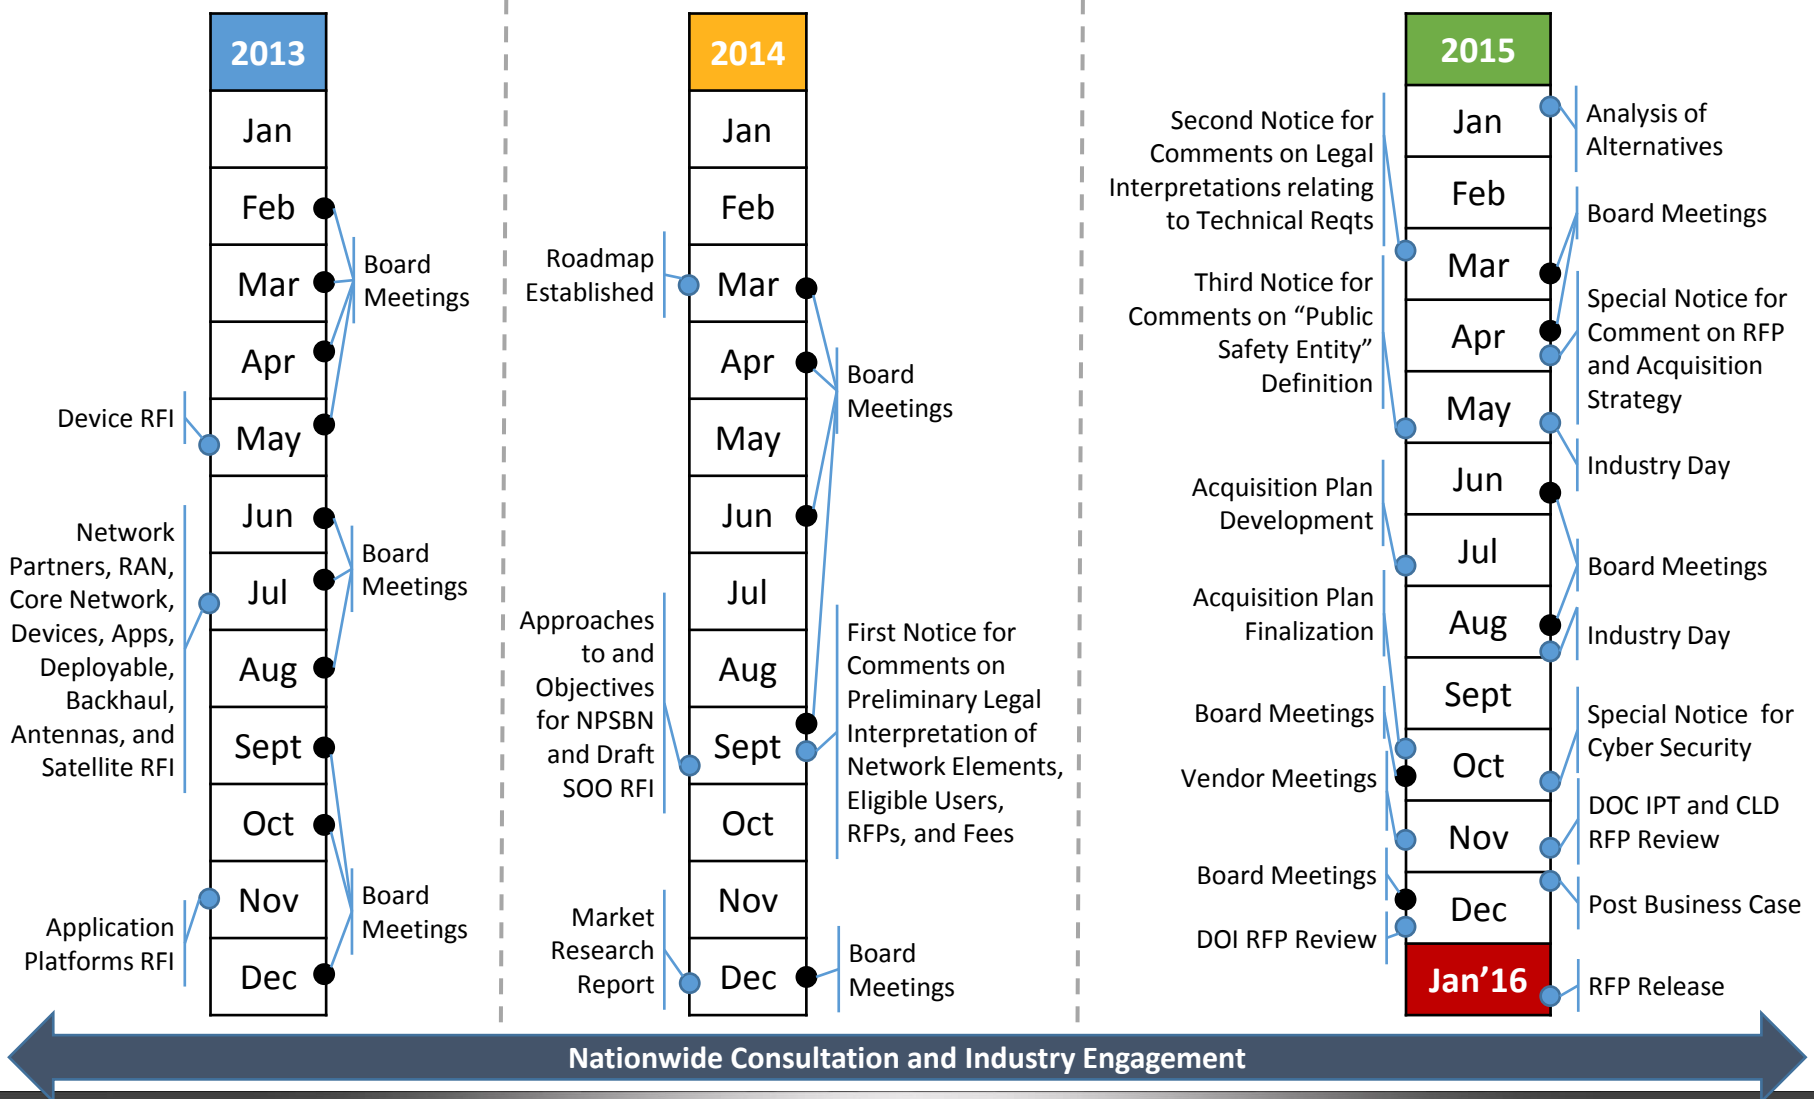 2013
Jan
Feb
Mar
Apr
May
Jun
Jul
Aug
Sept
Oct
Nov
Dec
Device RFI
Network
Partners, RAN,
Core Network,
Devices, Apps,
Deployable,
Backhaul,
Antennas, and
Satellite RFI
Application
Platforms RFI
Board
Meetings
Board
Meetings
Board
Meetings
2014
Jan
Feb
Mar
Apr
May
Jun
Jul
Aug
Sept
Oct
Nov
Dec
Roadmap
Established
Approaches
to and
Objectives
for NPSBN
and Draft
SOO RFI
Market
Research
Report
Board
Meetings
First Notice for
Comments on
Preliminary Legal
Interpretation of
Network Elements,
Eligible Users,
RFPs, and Fees
Board
Meetings
2015
Jan
Feb
Mar
Apr
May
Jun
Jul
Aug
Sept
Oct
Nov
Dec
Jan’16
Second Notice for
Comments on Legal
Interpretations relating
to Technical Reqts
Third Notice for
Comments on “Public
Safety Entity”
Definition
Acquisition Plan
Development
Acquisition Plan
Finalization
Board Meetings
Vendor Meetings
Board Meetings
DOI RFP Review
Analysis of
Alternatives
Board Meetings
Special Notice for
Comment on RFP
and Acquisition
Strategy
Industry Day
Board Meetings
Industry Day
Special Notice for
Cyber Security
DOC IPT and CLD
RFP Review
Post Business Case
RFP Release
Nationwide Consultation and Industry Engagement